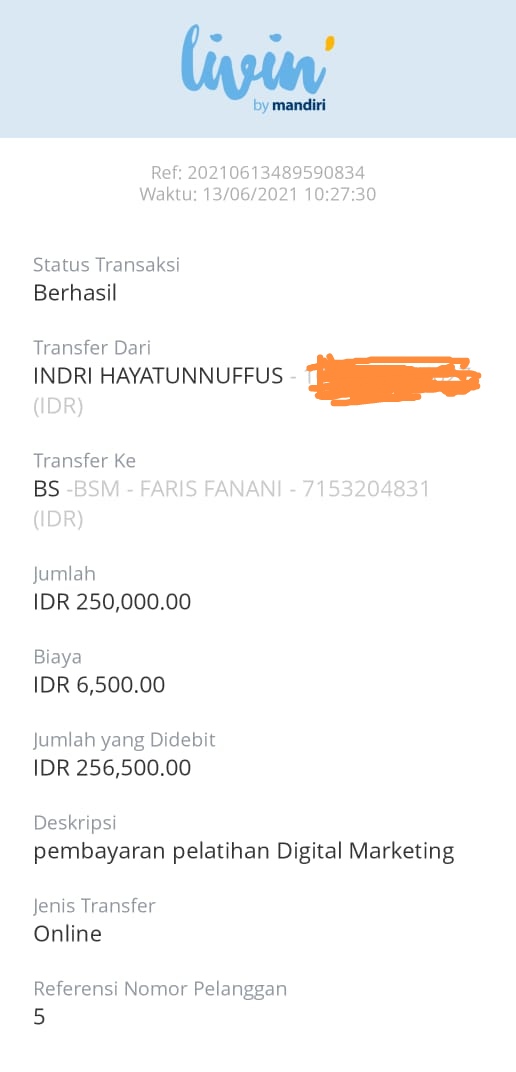 livin'
by mandiri
Ref: 20210613489590834
Waktu: 13/06/2021 10:27:30
Status Transaksi
Berhasil
Transfer Dari
INDRI HAYATUNNUFFUS -
(IDR)
Transfer Ke
BS -BSM - FARIS FANANI - 7153204831
(IDR)
Jumlah
IDR 250,000.00
Biaya
IDR 6,500.00
Jumlah yang Didebit
IDR 256,500.00
Deskripsi
pembayaran pelatihan Digital Marketing
Jenis Transfer
Online
Referensi Nomor Pelanggan
5